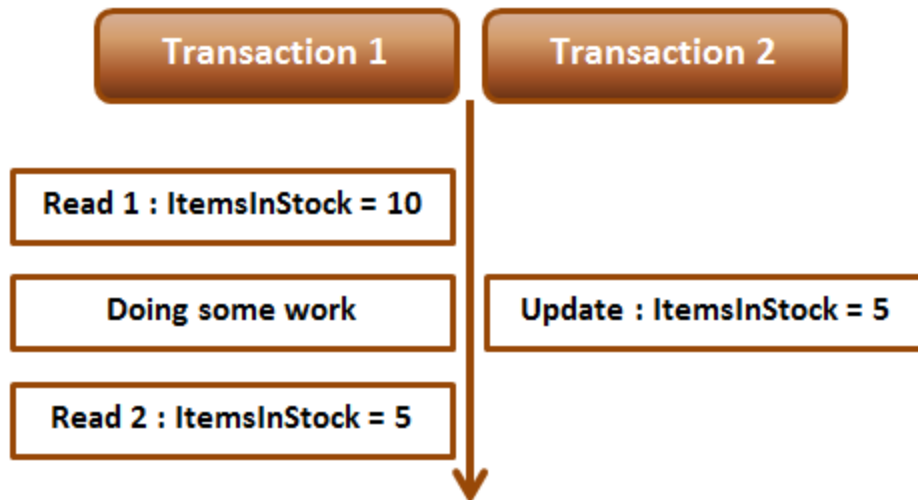 Transaction 1
Transaction 2
Read 1 : ItemsInStock = 10
Doing some work
Update : ItemsInStock = 5
Read 2 : ItemsInStock = 5